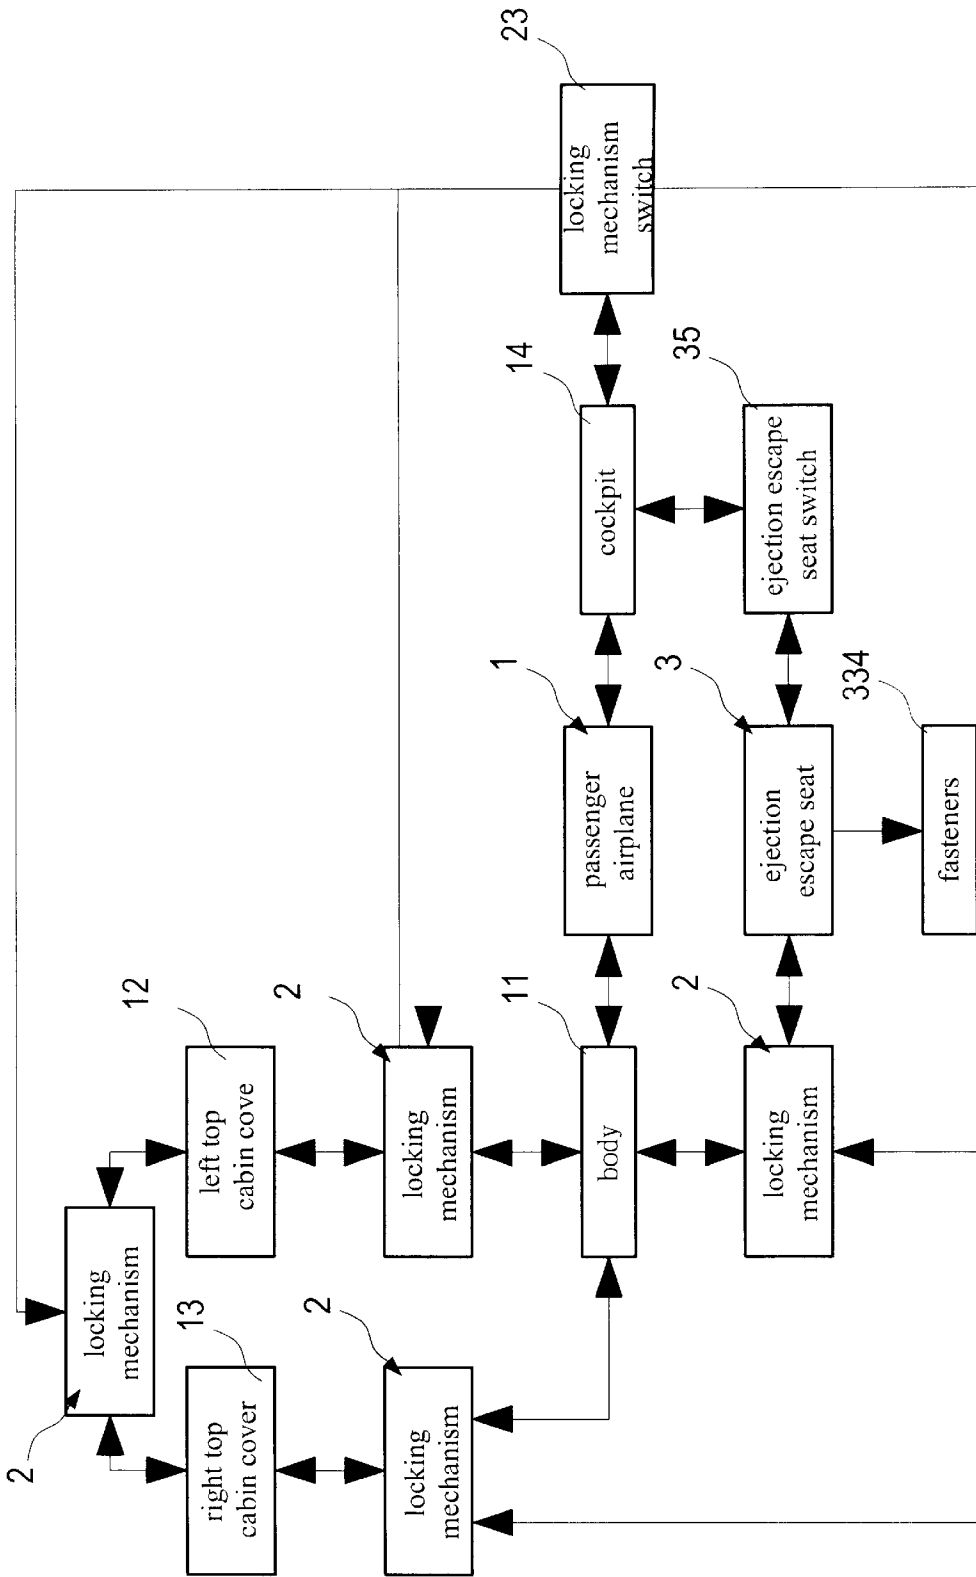 2
locking
mechanism
13
right top
cabin cover
12
left top
cabin cove
2
locking
mechanism
2
locking
mechanism
11
body
1
passenger
airplane
14
cockpit
23
locking
mechanism
switch
2
locking
mechanism
3
ejection
escape seat
35
ejection escape
seat switch
334
fasteners